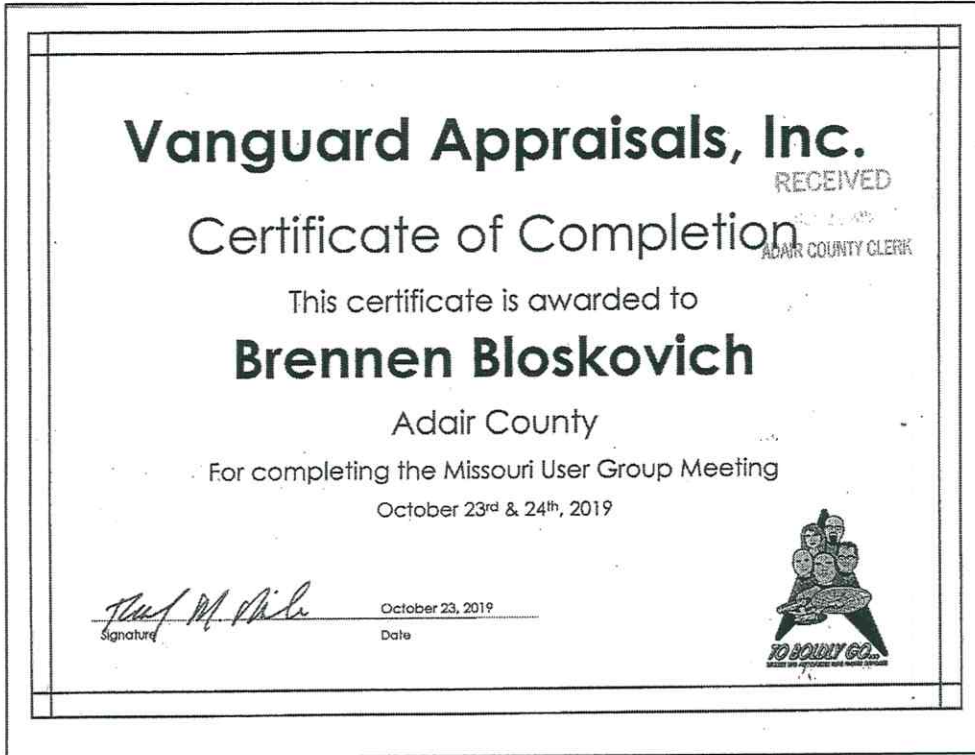 Vanguard Appraisals, Inc.
RECEIVED
Certificate of Completion
ADAIR COUNTY CLERK
This certificate is awarded to
Brennen Bloskovich
Adair County
For completing the Missouri User Group Meeting
October 23rd & 24th, 2019
October 23, 2019
Signature
Date
TO BOLDLY GO...